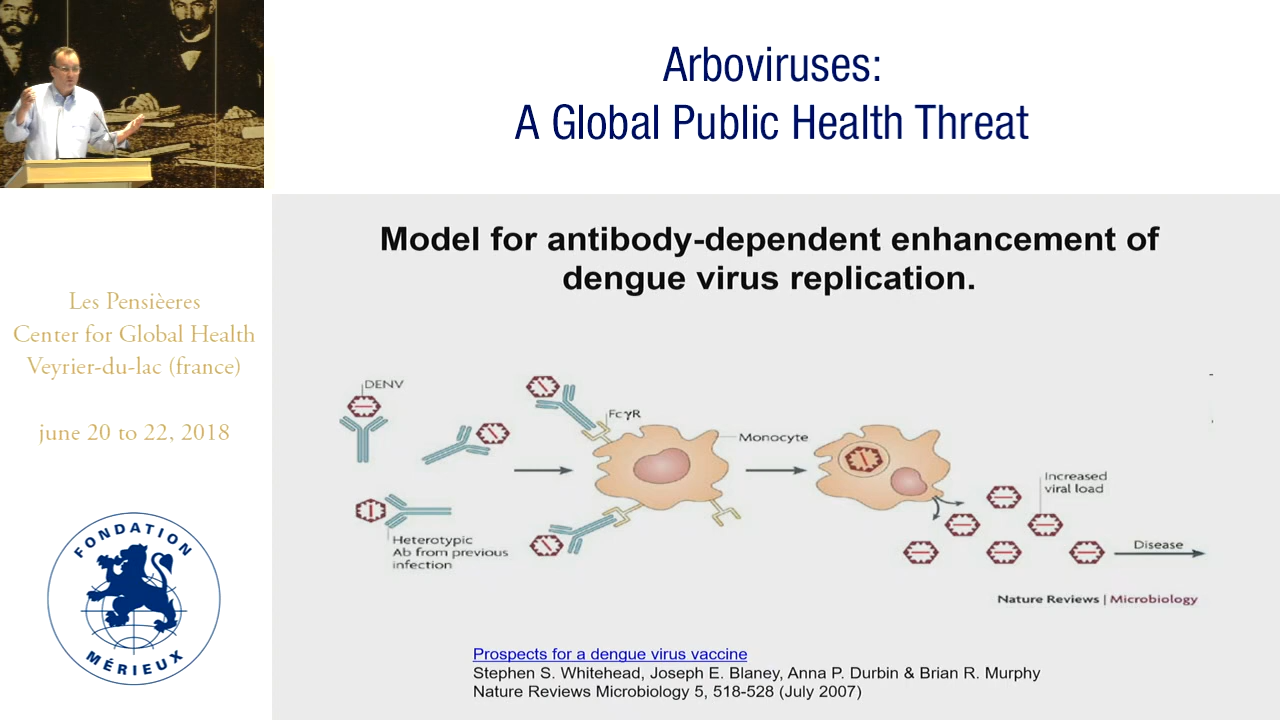 Arboviruses:
A Global Public Health Threat
Les Pensièeres
Center for Global Health
Veyrier-du-lac (france)
june 20 to 22, 2018
FONDATION
MÉRIEUX
Model for antibody-dependent enhancement of
dengue virus replication.
DENV
FcγR
Monocyte
Increased
viral load
Heterotypic
Ab from previous
infection
Disease
Nature Reviews | Microbiology
Prospects for a dengue virus vaccine
Stephen S. Whitehead, Joseph E. Blaney, Anna P. Durbin & Brian R. Murphy
Nature Reviews Microbiology 5, 518-528 (July 2007)